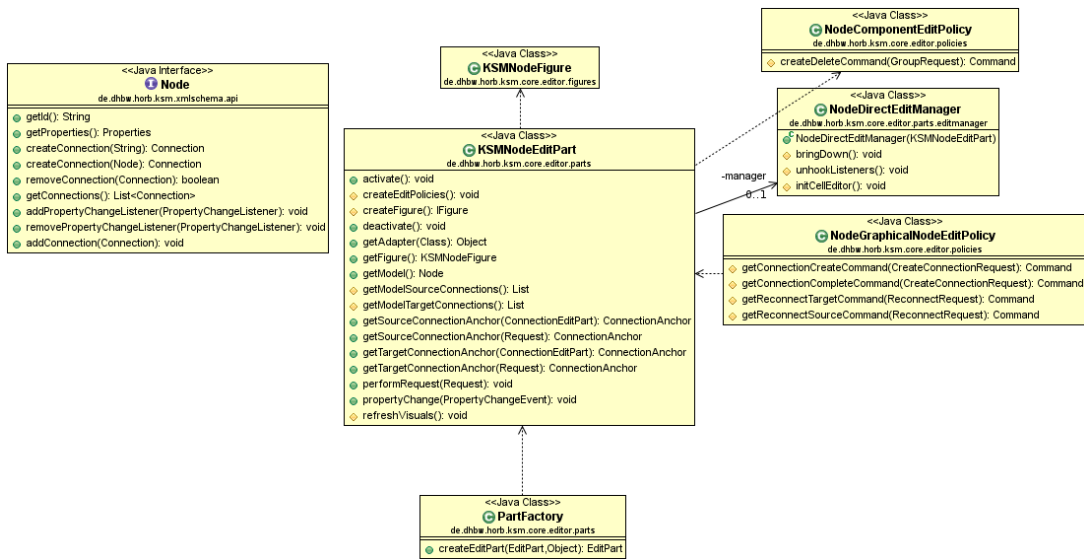 <<Java Interface>>
I Node
de.dhbw.horb.ksm.xmlschema.api
getId(): String
getProperties(): Properties
createConnection(String): Connection
createConnection(Node): Connection
removeConnection(Connection): boolean
getConnections(): List<Connection>
addPropertyChangeListener(PropertyChangeListener): void
removePropertyChangeListener(PropertyChangeListener): void
addConnection(Connection): void
<<Java Class>>
C KSMNodeFigure
de.dhbw.horb.ksm.core.editor.figures
<<Java Class>>
C KSMNodeEditPart
de.dhbw.horb.ksm.core.editor.parts
activate(): void
createEditPolicies(): void
createFigure(): IFigure
deactivate(): void
getAdapter(Class): Object
getFigure(): KSMNodeFigure
getModel(): Node
getModelSourceConnections(): List
getModelTargetConnections(): List
getSourceConnectionAnchor(ConnectionEditPart): ConnectionAnchor
getSourceConnectionAnchor(Request): ConnectionAnchor
getTargetConnectionAnchor(ConnectionEditPart): ConnectionAnchor
getTargetConnectionAnchor(Request): ConnectionAnchor
performRequest(Request): void
propertyChange(PropertyChangeEvent): void
refreshVisuals(): void
<<Java Class>>
C NodeComponentEditPolicy
de.dhbw.horb.ksm.core.editor.policies
createDeleteCommand(GroupRequest): Command
-manager
0..1
<<Java Class>>
C NodeDirectEditManager
de.dhbw.horb.ksm.core.editor.parts.editmanager
C NodeDirectEditManager(KSMNodeEditPart)
bringDown(): void
unhookListeners(): void
initCellEditor(): void
<<Java Class>>
C NodeGraphicalNodeEditPolicy
de.dhbw.horb.ksm.core.editor.policies
getConnectionCreateCommand(CreateConnectionRequest): Command
getConnectionCompleteCommand(CreateConnectionRequest): Command
getReconnectTargetCommand(ReconnectRequest): Command
getReconnectSourceCommand(ReconnectRequest): Command
<<Java Class>>
C PartFactory
de.dhbw.horb.ksm.core.editor.parts
createEditPart(EditPart,Object): EditPart